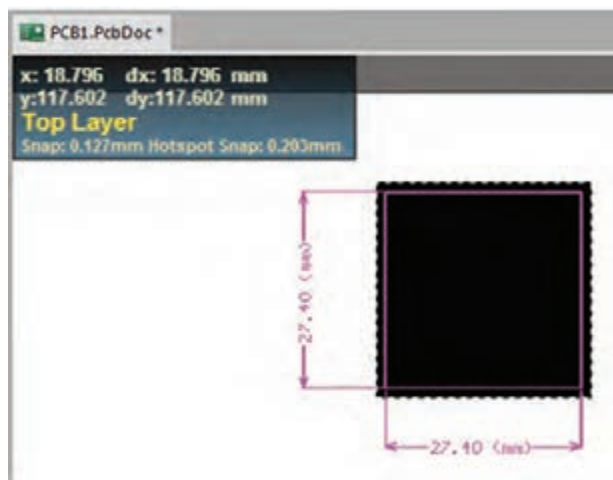 PCB1.PcbDoc *
x: 18.796 dx: 18.796 mm
y:117.602 dy:117.602 mm
Top Layer
Snap: 0.127mm Hotspot Snap: 0.203mm
27.40 (mm)
27.40 (mm)